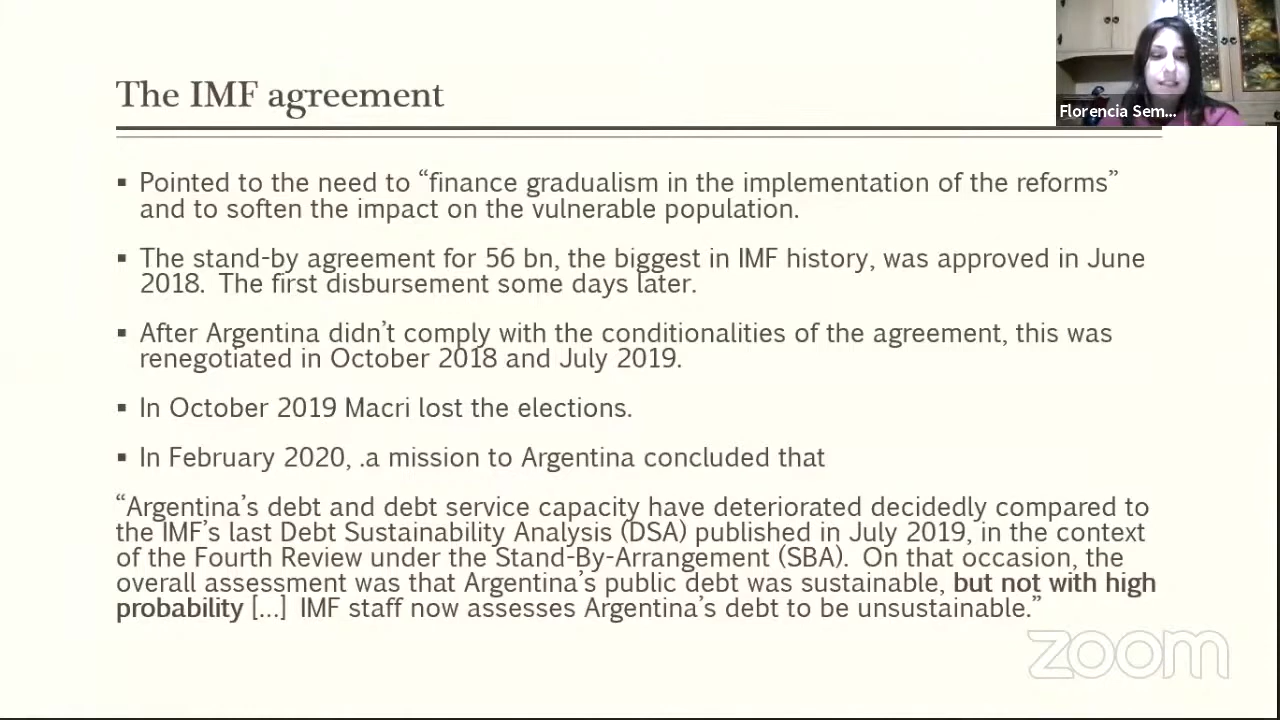 The IMF agreement
Florencia Sem...
▪ Pointed to the need to “finance gradualism in the implementation of the reforms”
and to soften the impact on the vulnerable population.
▪ The stand-by agreement for 56 bn, the biggest in IMF history, was approved in June
2018.  The first disbursement some days later.
▪ After Argentina didn’t comply with the conditionalities of the agreement, this was
renegotiated in October 2018 and July 2019.
▪ In October 2019 Macri lost the elections.
▪ In February 2020, .a mission to Argentina concluded that
“Argentina’s debt and debt service capacity have deteriorated decidedly compared to
the IMF’s last Debt Sustainability Analysis (DSA) published in July 2019, in the context
of the Fourth Review under the Stand-By-Arrangement (SBA).  On that occasion, the
overall assessment was that Argentina’s public debt was sustainable, but not with high
probability [...]  IMF staff now assesses Argentina’s debt to be unsustainable.”
zoom